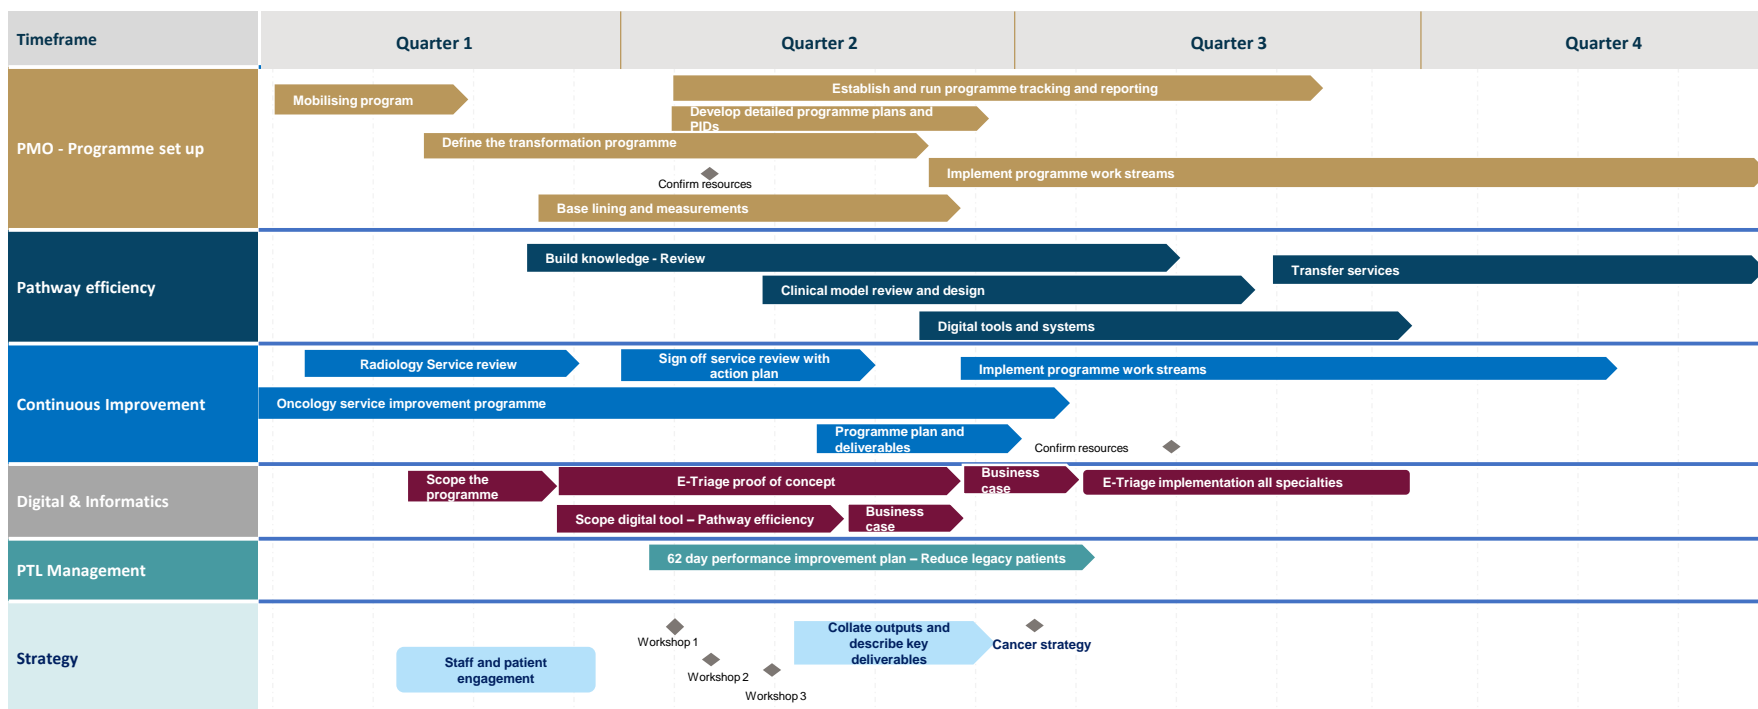 Timeframe
Quarter 1
Quarter 2
Quarter 3
Quarter 4
PMO - Programme set up
Mobilising program
Establish and run programme tracking and reporting
Develop detailed programme plans and
PIDs
Define the transformation programme
Confirm resources
Implement programme work streams
Base lining and measurements
Pathway efficiency
Build knowledge - Review
Transfer services
Clinical model review and design
Digital tools and systems
Continuous Improvement
Radiology Service review
Sign off service review with
action plan
Implement programme work streams
Oncology service improvement programme
Programme plan and
deliverables
Confirm resources
Digital & Informatics
Scope the
programme
E-Triage proof of concept
Business
case
E-Triage implementation all specialties
Scope digital tool – Pathway efficiency
Business
case
PTL Management
62 day performance improvement plan – Reduce legacy patients
Strategy
Staff and patient
engagement
Workshop 1
Workshop 2
Workshop 3
Collate outputs and
describe key
deliverables
Cancer strategy